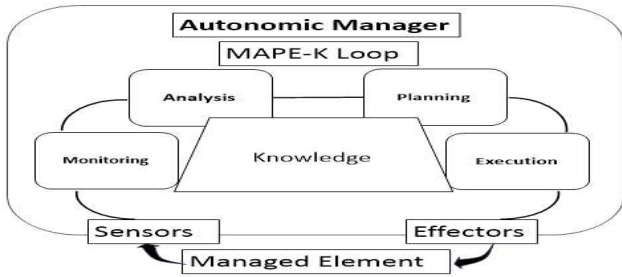 Autonomic Manager
MAPE-K Loop
Analysis
Planning
Monitoring
Knowledge
Execution
Sensors
Effectors
Managed Element